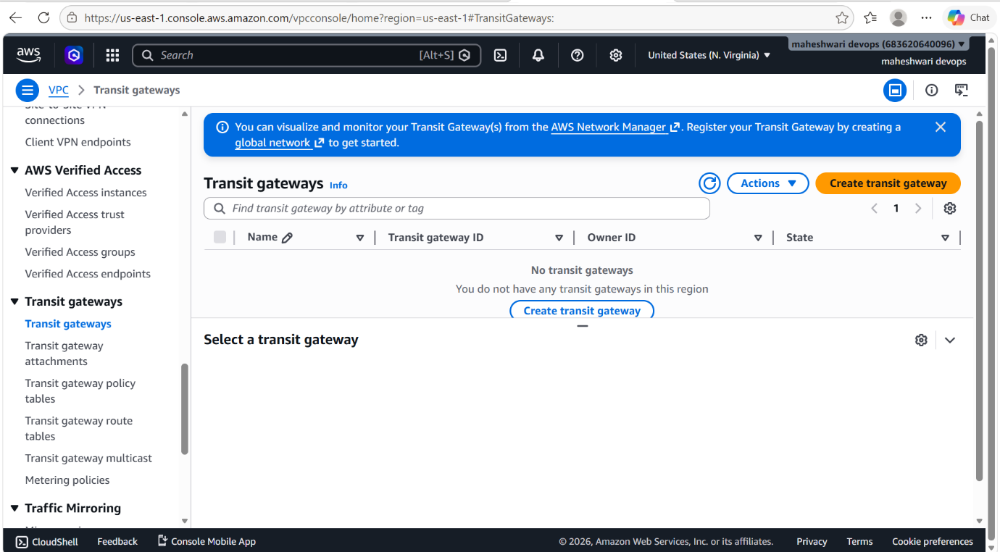 https://us-east-1.console.aws.amazon.com/vpcconsole/home?region=us-east-1#TransitGateways:
Chat
aws
Search
[Alt+S]
United States (N. Virginia)
maheshwari devops (683620640096)
maheshwari devops
VPC
Transit gateways
Site-to-Site VPN
connections
Client VPN endpoints
AWS Verified Access
Verified Access instances
Verified Access trust
providers
Verified Access groups
Verified Access endpoints
Transit gateways
Transit gateways
Transit gateway
attachments
Transit gateway policy
tables
Transit gateway route
tables
Transit gateway multicast
Metering policies
Traffic Mirroring
You can visualize and monitor your Transit Gateway(s) from the AWS Network Manager. Register your Transit Gateway by creating a
global network to get started.
Transit gateways Info
Actions
Create transit gateway
Find transit gateway by attribute or tag
1
Name
Transit gateway ID
Owner ID
State
No transit gateways
You do not have any transit gateways in this region
Create transit gateway
Select a transit gateway
CloudShell
Feedback
Console Mobile App
© 2026, Amazon Web Services, Inc. or its affiliates.
Privacy
Terms
Cookie preferences